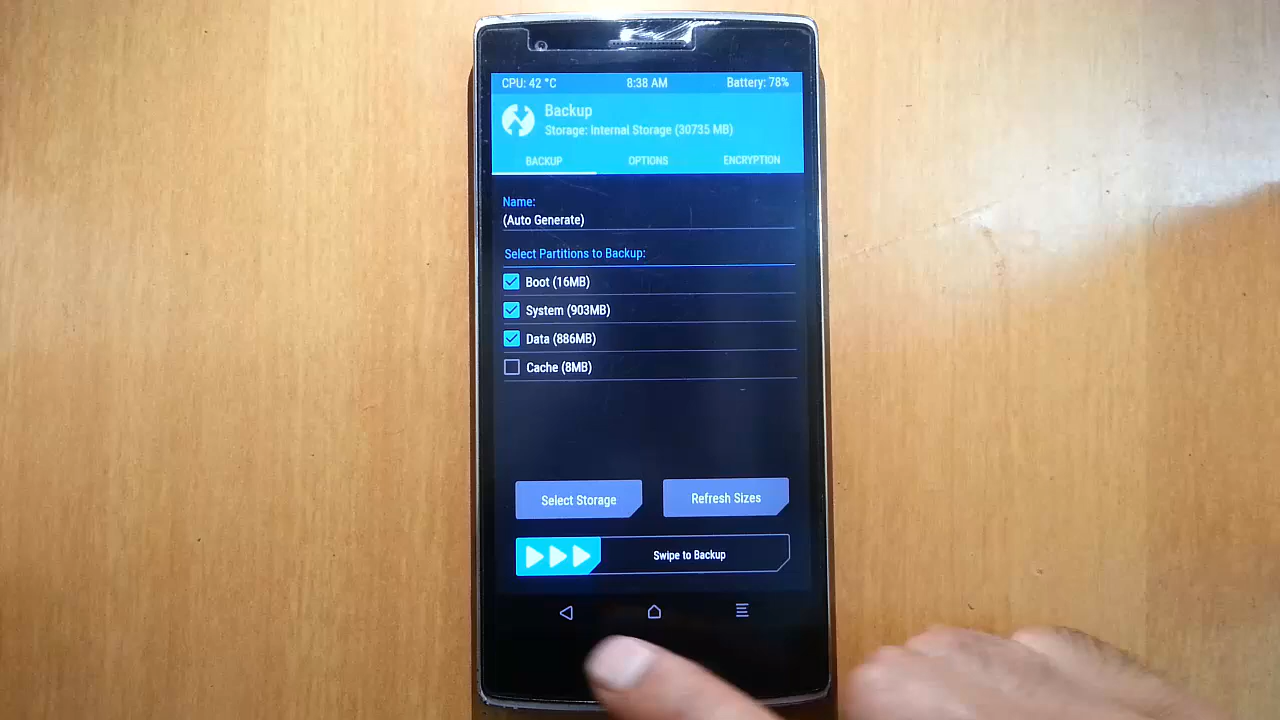 CPU: 42 °C 8:38 AM Battery: 78%
Backup
Storage: Internal Storage (30735 MB)
BACKUP OPTIONS ENCRYPTION
Name:
(Auto Generate)
Select Partitions to Backup:
Boot (16MB)
System (903MB)
Data (886MB)
Cache (8MB)
Select Storage Refresh Sizes
Swipe to Backup